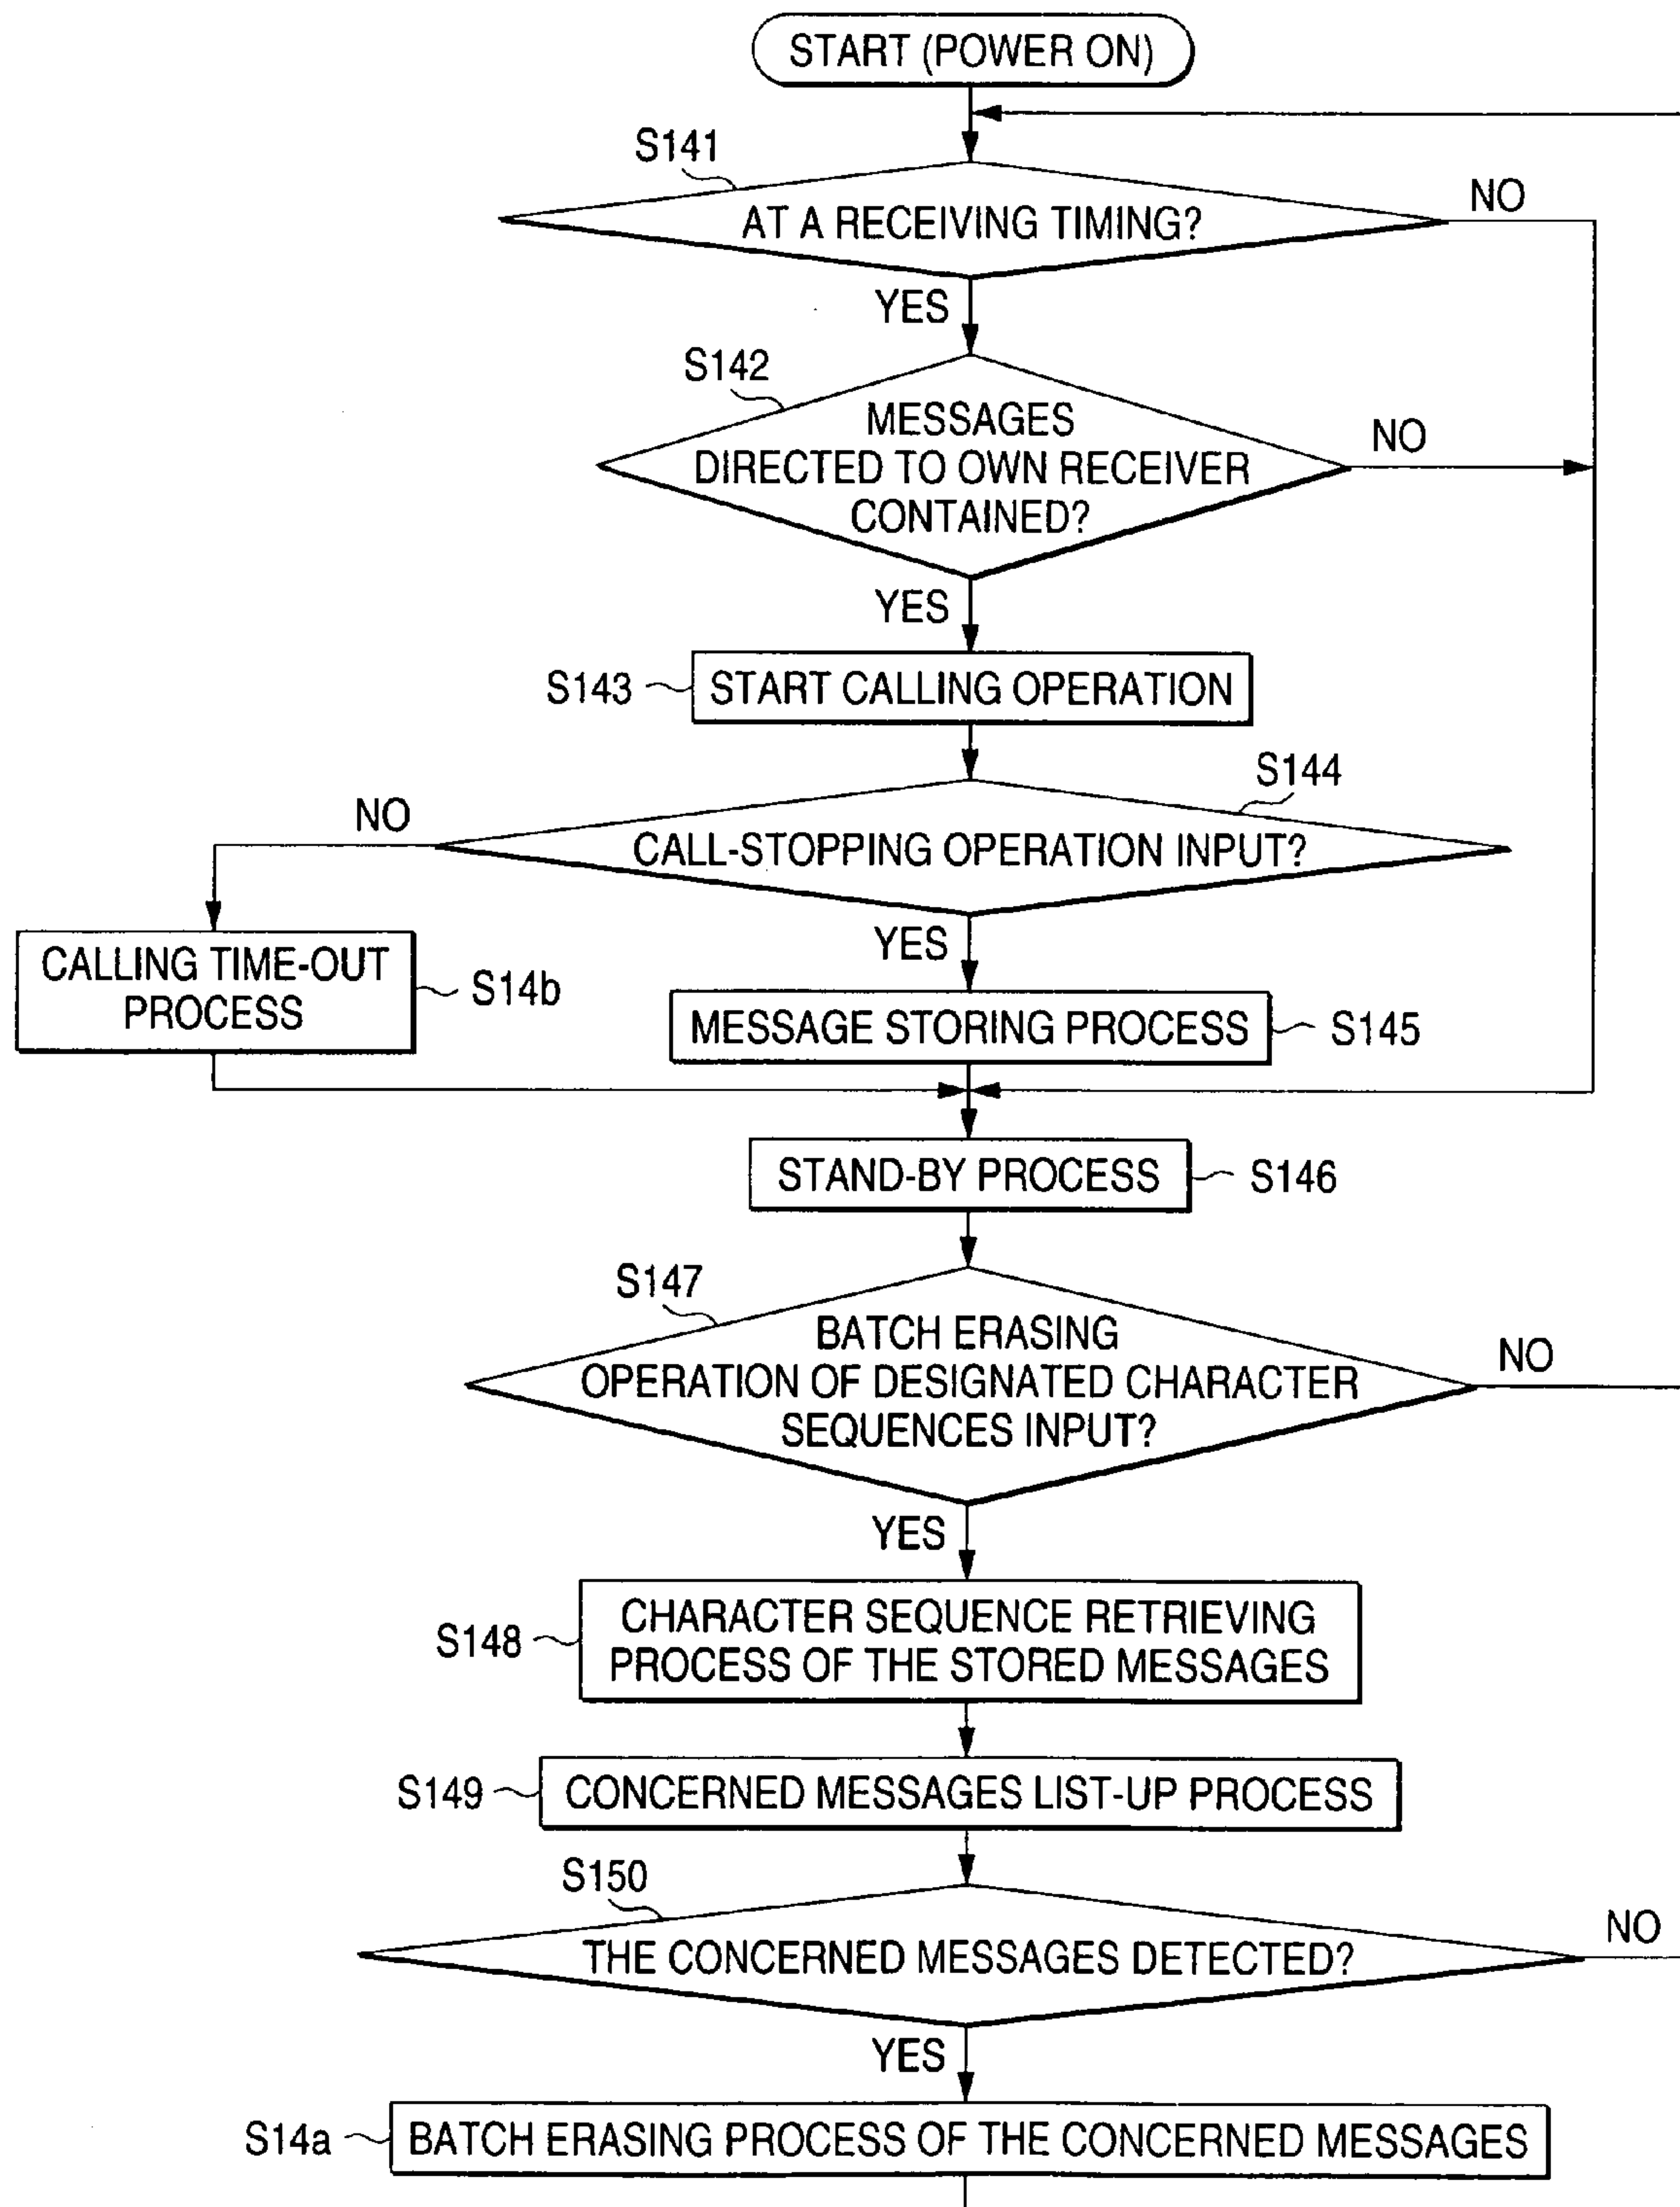 START (POWER ON)
S141
AT A RECEIVING TIMING?
NO
YES
S142
MESSAGES
DIRECTED TO OWN RECEIVER
CONTAINED?
NO
YES
S143
START CALLING OPERATION
S144
NO
CALL-STOPPING OPERATION INPUT?
YES
CALLING TIME-OUT
PROCESS
S14b
MESSAGE STORING PROCESS
S145
STAND-BY PROCESS
S146
S147
BATCH ERASING
OPERATION OF DESIGNATED CHARACTER
SEQUENCES INPUT?
NO
YES
S148
CHARACTER SEQUENCE RETRIEVING
PROCESS OF THE STORED MESSAGES
S149
CONCERNED MESSAGES LIST-UP PROCESS
S150
THE CONCERNED MESSAGES DETECTED?
NO
YES
S14a
BATCH ERASING PROCESS OF THE CONCERNED MESSAGES